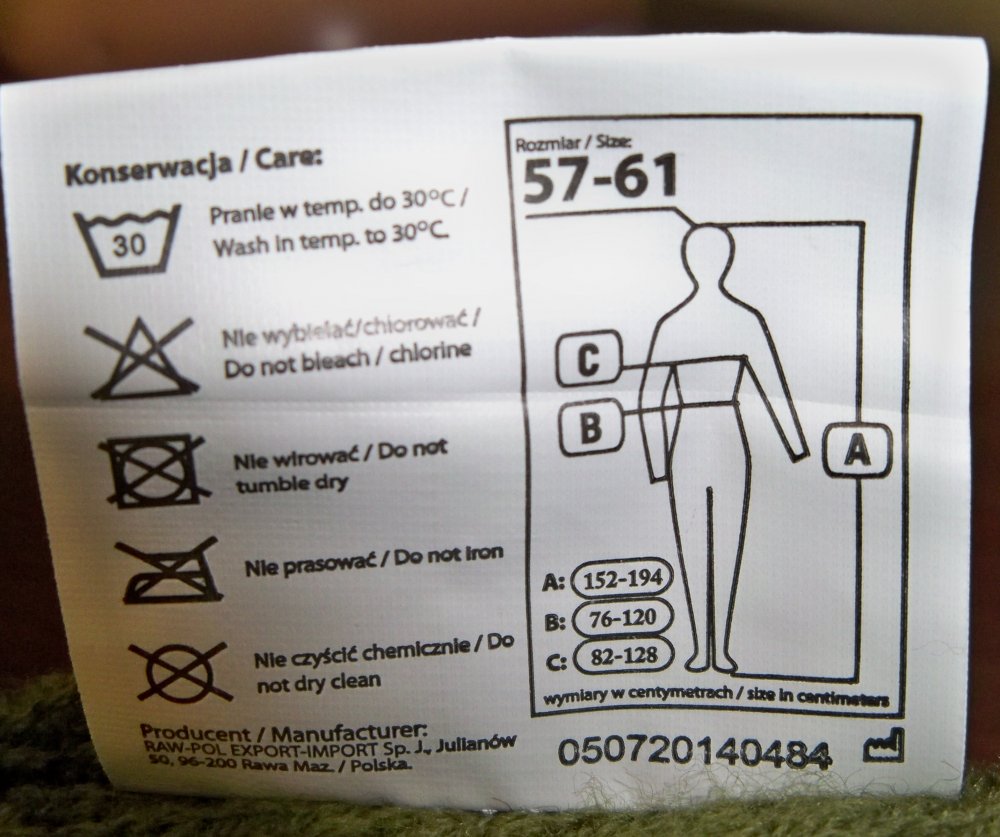 Konserwacja / Care:
30
Pranie w temp. do 30°C /
Wash in temp. to 30°C.
Nie wybielać/chlorować /
Do not bleach / chlorine
Nie wirować / Do not
tumble dry
Nie prasować / Do not iron
Nie czyścić chemicznie / Do
not dry clean
Producent / Manufacturer:
RAW-POL EXPORT-IMPORT Sp. J., Julianów
50, 96-200 Rawa Maz. / Polska.
Rozmiar / Size:
57-61
C
B
A
A: 152-194
B: 76-120
C: 82-128
wymiary w centymetrach / size in centimeters
050720140484